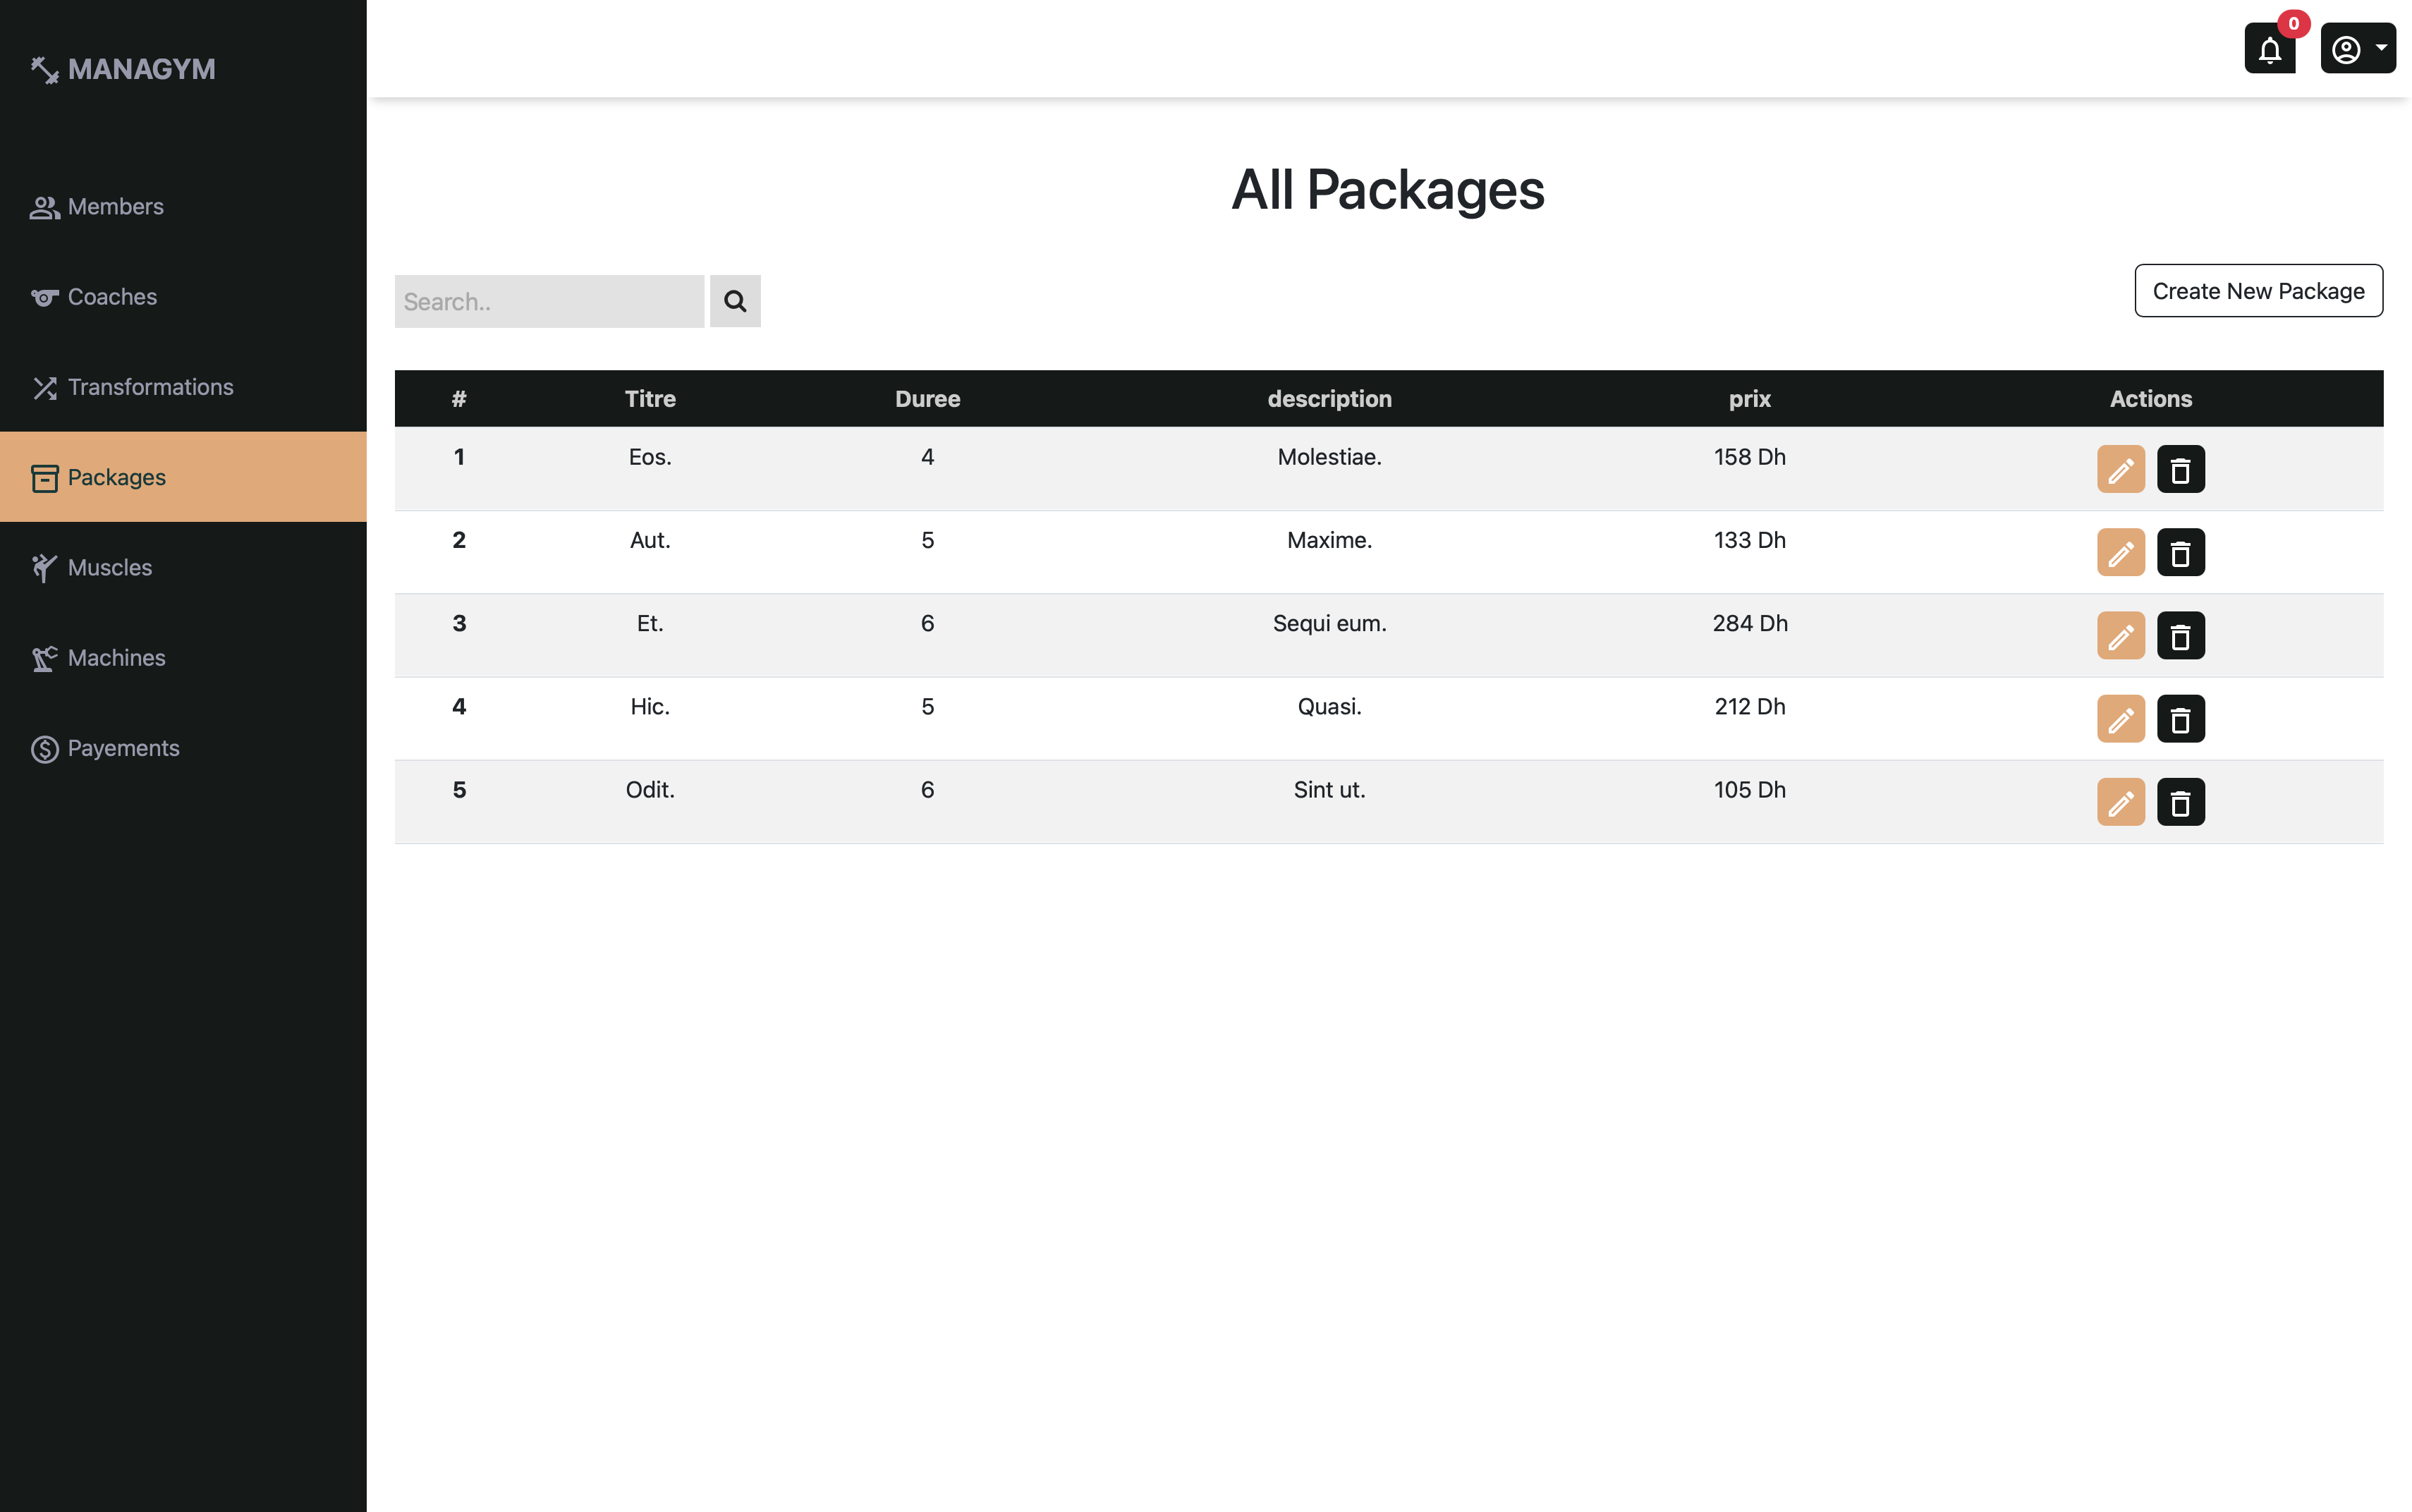 MANAGYM
0
Members
Coaches
Transformations
Packages
Muscles
Machines
Payements
All Packages
Search..
Create New Package
# Titre Duree description prix Actions
1 Eos. 4 Molestiae. 158 Dh
2 Aut. 5 Maxime. 133 Dh
3 Et. 6 Sequi eum. 284 Dh
4 Hic. 5 Quasi. 212 Dh
5 Odit. 6 Sint ut. 105 Dh